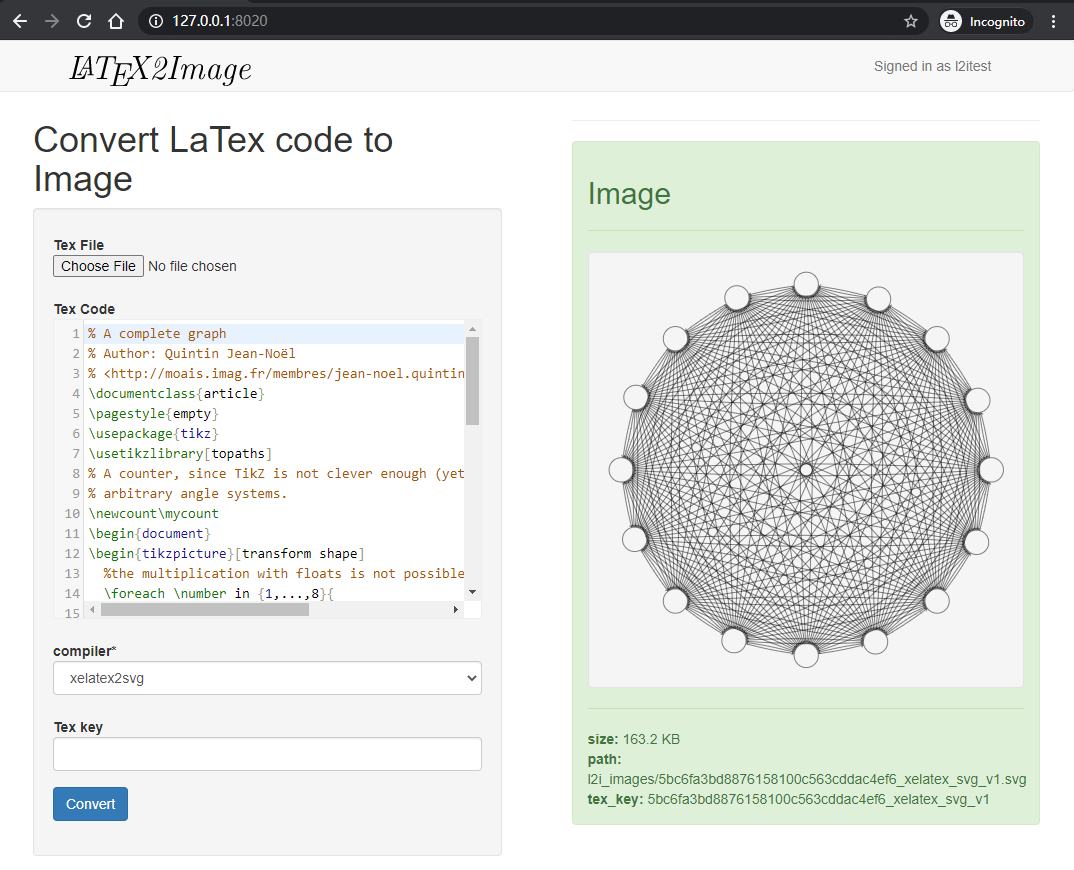 127.0.0.1:8020
Incognito
LATEX2Image
Signed in as l2itest
Convert LaTex code to
Image
Tex File
Choose File No file chosen
Tex Code
1 % A complete graph
2 % Author: Quintin Jean-Noël
3 % <http://moais.imag.fr/membres/jean-noel.quintin
4 \documentclass{article}
5 \pagestyle{empty}
6 \usepackage{tikz}
7 \usetikzlibrary[topaths]
8 % A counter, since TikZ is not clever enough (yet
9 % arbitrary angle systems.
10 \newcount\mycount
11 \begin{document}
12 \begin{tikzpicture}[transform shape]
13 %the multiplication with floats is not possible
14 \foreach \number in {1,...,8}{
15
compiler*
xelatex2svg
Tex key
Convert
Image
size: 163.2 KB
path:
l2i_images/5bc6fa3bd8876158100c563cddac4ef6_xelatex_svg_v1.svg
tex_key: 5bc6fa3bd8876158100c563cddac4ef6_xelatex_svg_v1